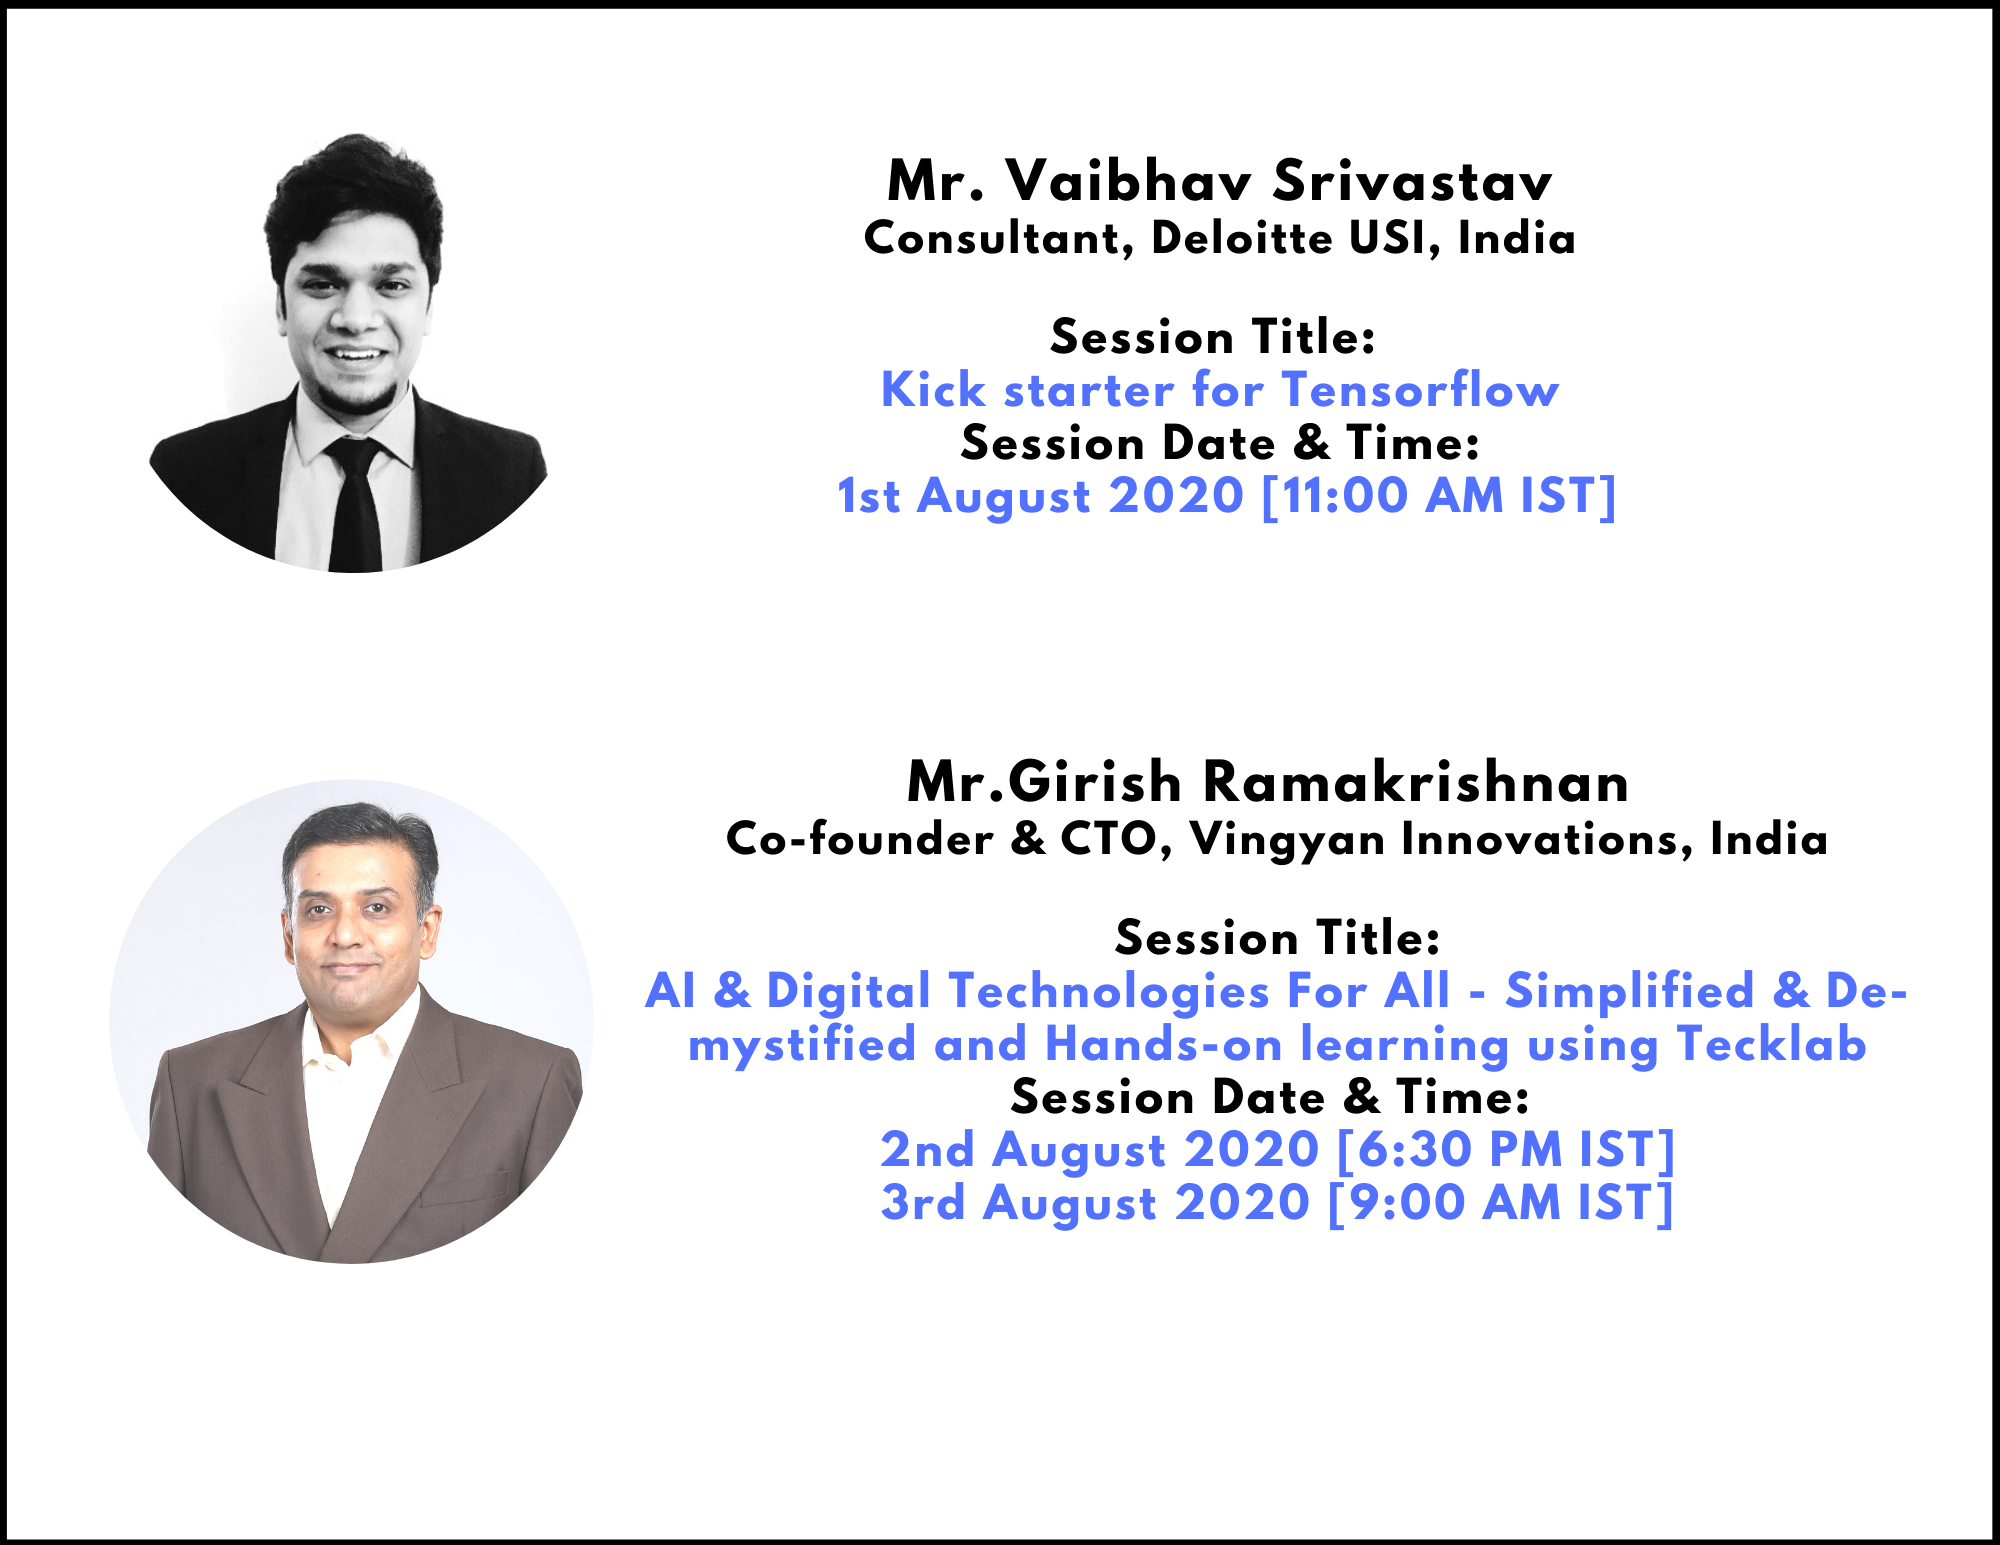 Mr. Vaibhav Srivastav
Consultant, Deloitte USI, India
Session Title:
Kick starter for Tensorflow
Session Date & Time:
1st August 2020 [11:00 AM IST]
Mr.Girish Ramakrishnan
Co-founder & CTO, Vingyan Innovations, India
Session Title:
AI & Digital Technologies For All - Simplified & De-
mystified and Hands-on learning using Tecklab
Session Date & Time:
2nd August 2020 [6:30 PM IST]
3rd August 2020 [9:00 AM IST]